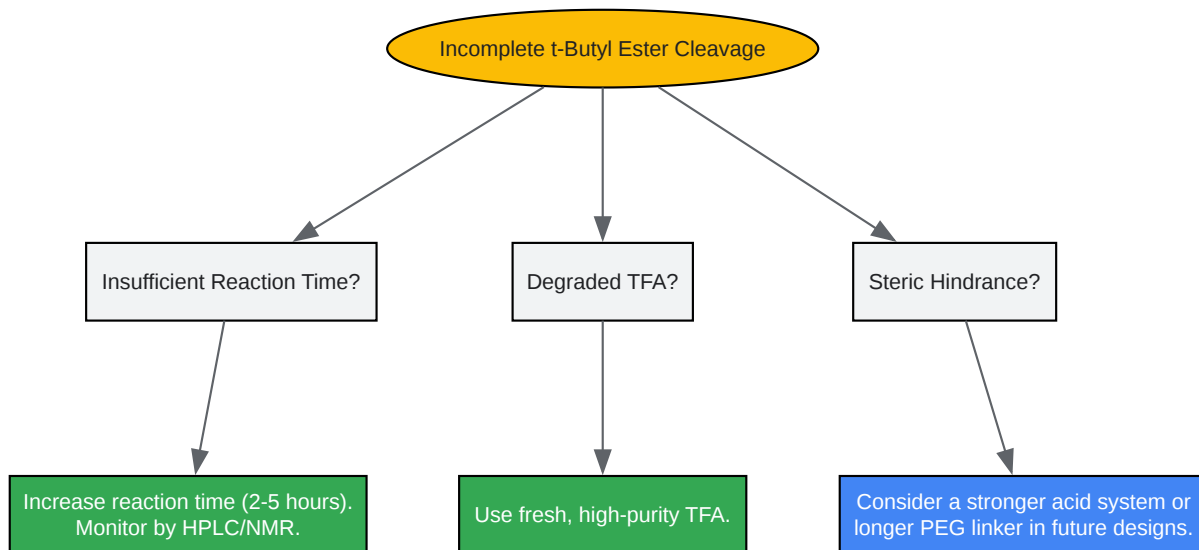 Incomplete t-Butyl Ester Cleavage
Insufficient Reaction Time?
Degraded TFA?
Steric Hindrance?
Increase reaction time (2-5 hours).
Monitor by HPLC/NMR.
Use fresh, high-purity TFA.
Consider a stronger acid system or
longer PEG linker in future designs.